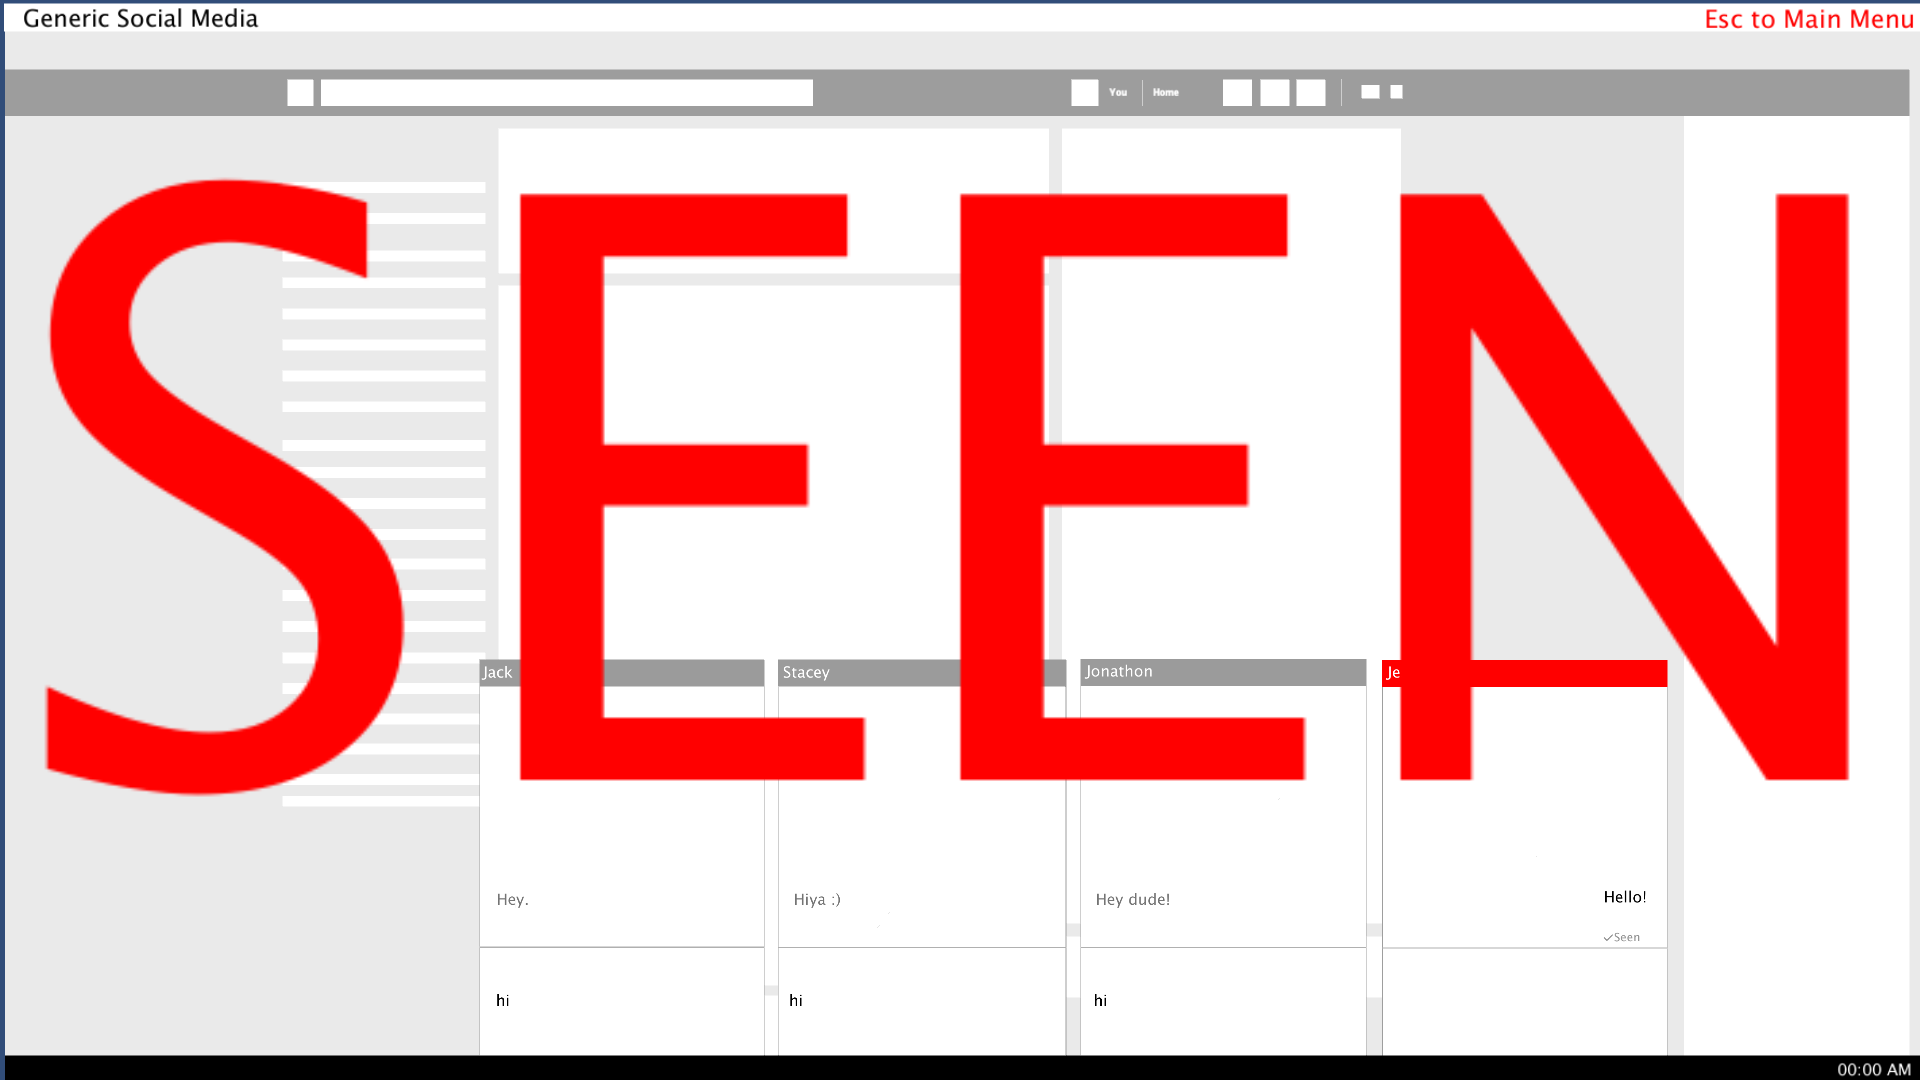 Generic Social Media
Esc to Main Menu
You
Home
SEEN
Jack
Stacey
Jonathon
Je
Hey.
Hiya :)
Hey dude!
Hello!
✓Seen
hi
hi
hi
00:00 AM